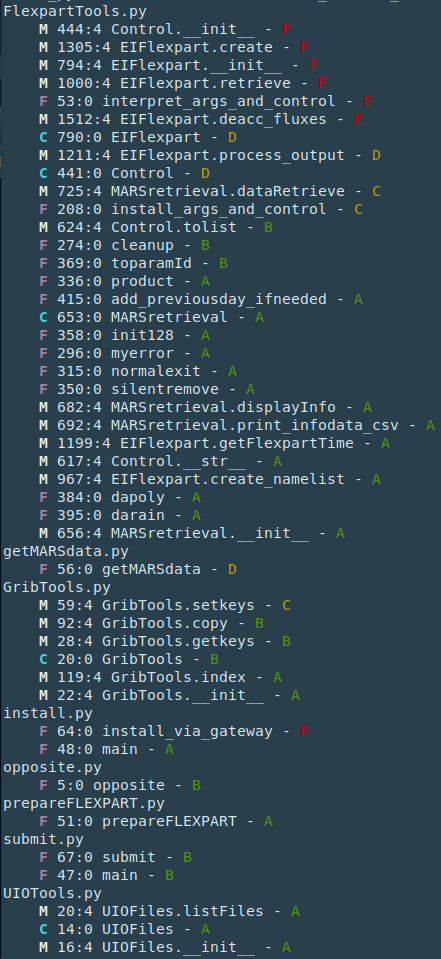 FlexpartTools.py
M 444:4 Control.__init__ - F
M 1305:4 EIFlexpart.create - F
M 794:4 EIFlexpart.__init__ - F
M 1000:4 EIFlexpart.retrieve - F
F 53:0 interpret_args_and_control - F
M 1512:4 EIFlexpart.deacc_fluxes - F
C 790:0 EIFlexpart - D
M 1211:4 EIFlexpart.process_output - D
C 441:0 Control - D
M 725:4 MARSretrieval.dataRetrieve - C
F 208:0 install_args_and_control - C
M 624:4 Control.tolist - B
F 274:0 cleanup - B
F 369:0 toparamId - B
F 336:0 product - A
F 415:0 add_previousday_ifneeded - A
C 653:0 MARSretrieval - A
F 358:0 init128 - A
F 296:0 myerror - A
F 315:0 normalexit - A
F 350:0 silentremove - A
M 682:4 MARSretrieval.displayInfo - A
M 692:4 MARSretrieval.print_infodata_csv - A
M 1199:4 EIFlexpart.getFlexpartTime - A
M 617:4 Control.__str__ - A
M 967:4 EIFlexpart.create_namelist - A
F 384:0 dapoly - A
F 395:0 darain - A
M 656:4 MARSretrieval.__init__ - A
getMARSdata.py
F 56:0 getMARSdata - D
GribTools.py
M 59:4 GribTools.setkeys - C
M 92:4 GribTools.copy - B
M 28:4 GribTools.getkeys - B
C 20:0 GribTools - B
M 119:4 GribTools.index - A
M 22:4 GribTools.__init__ - A
install.py
F 64:0 install_via_gateway - F
F 48:0 main - A
opposite.py
F 5:0 opposite - B
prepareFLEXPART.py
F 51:0 prepareFLEXPART - A
submit.py
F 67:0 submit - B
F 47:0 main - B
UIOTools.py
M 20:4 UIOFiles.listFiles - A
C 14:0 UIOFiles - A
M 16:4 UIOFiles.__init__ - A